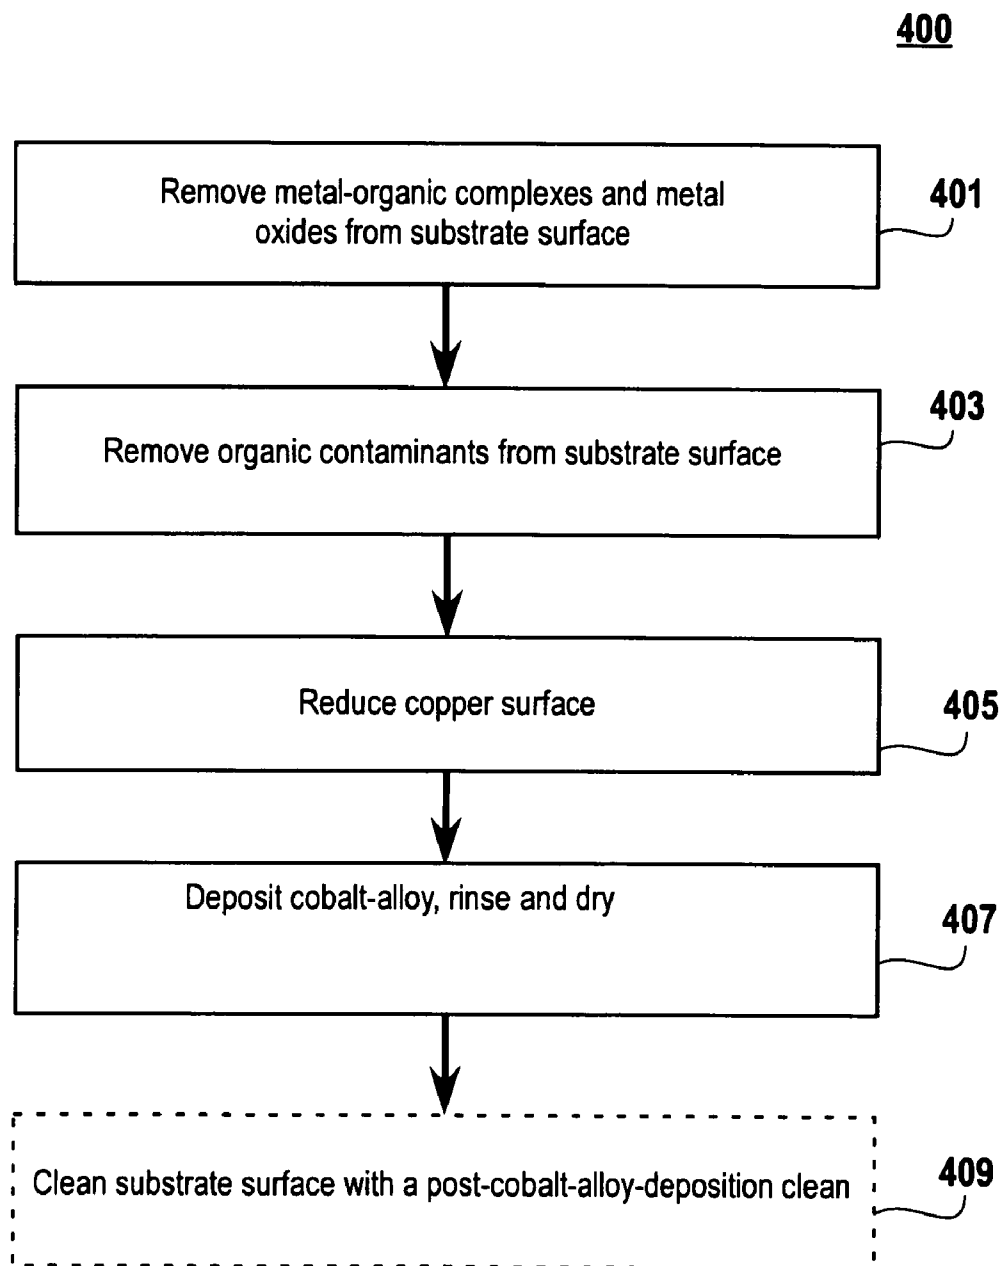 400
Remove metal-organic complexes and metal
oxides from substrate surface
401
Remove organic contaminants from substrate surface
403
Reduce copper surface
405
Deposit cobalt-alloy, rinse and dry
407
Clean substrate surface with a post-cobalt-alloy-deposition clean
409